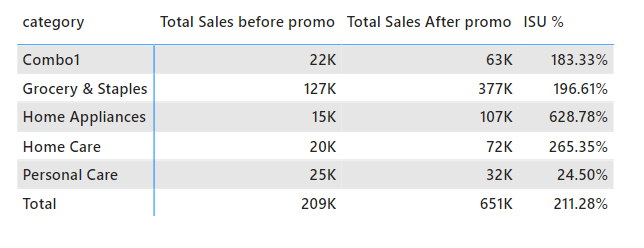 category Total Sales before promo Total Sales After promo ISU %
Combo1 22K 63K 183.33%
Grocery & Staples 127K 377K 196.61%
Home Appliances 15K 107K 628.78%
Home Care 20K 72K 265.35%
Personal Care 25K 32K 24.50%
Total 209K 651K 211.28%